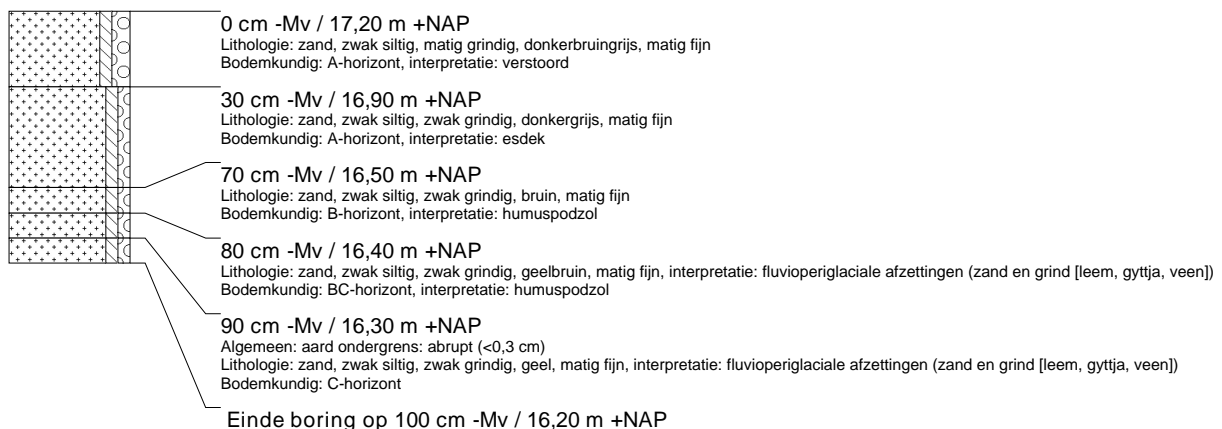 0 cm -Mv / 17,20 m +NAP
Lithologie: zand, zwak siltig, matig grindig, donkerbruingrijs, matig fijn
Bodemkundig: A-horizont, interpretatie: verstoord
30 cm -Mv / 16,90 m +NAP
Lithologie: zand, zwak siltig, zwak grindig, donkergrijs, matig fijn
Bodemkundig: A-horizont, interpretatie: esdek
70 cm -Mv / 16,50 m +NAP
Lithologie: zand, zwak siltig, zwak grindig, bruin, matig fijn
Bodemkundig: B-horizont, interpretatie: humuspodzol
80 cm -Mv / 16,40 m +NAP
Lithologie: zand, zwak siltig, zwak grindig, geelbruin, matig fijn, interpretatie: fluvioperiglaciale afzettingen (zand en grind [leem, gyttja, veen])
Bodemkundig: BC-horizont, interpretatie: humuspodzol
90 cm -Mv / 16,30 m +NAP
Algemeen: aard ondergrens: abrupt (<0,3 cm)
Lithologie: zand, zwak siltig, zwak grindig, geel, matig fijn, interpretatie: fluvioperiglaciale afzettingen (zand en grind [leem, gyttja, veen])
Bodemkundig: C-horizont
Einde boring op 100 cm -Mv / 16,20 m +NAP